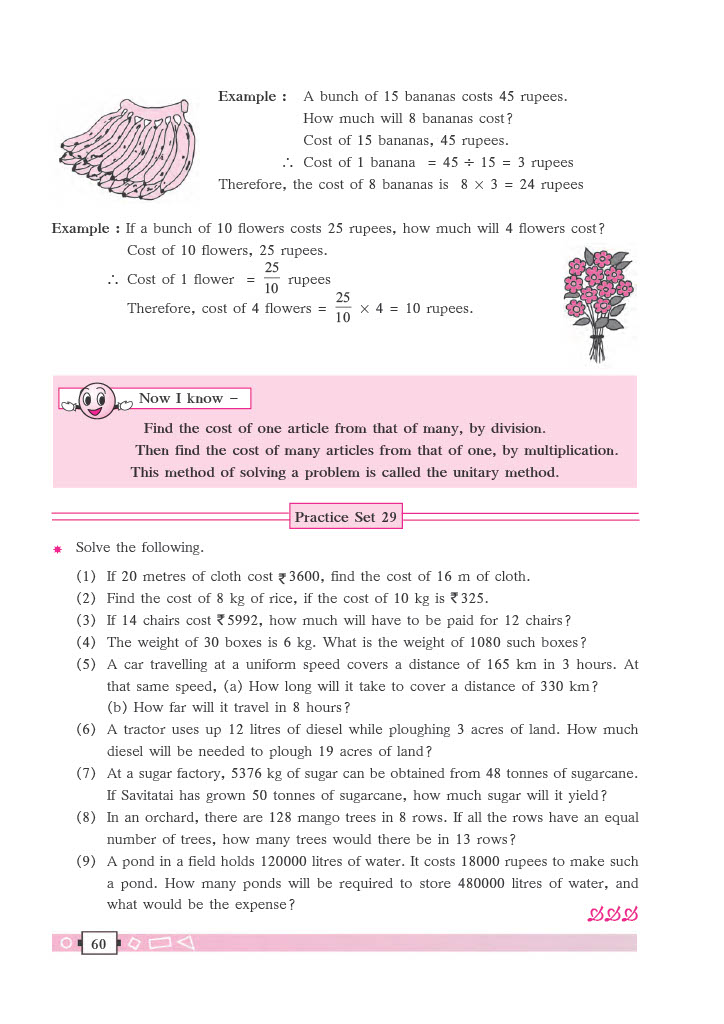 Example : A bunch of 15 bananas costs 45 rupees.
How much will 8 bananas cost?
Cost of 15 bananas, 45 rupees.
∴ Cost of 1 banana = 45 ÷ 15 = 3 rupees
Therefore, the cost of 8 bananas is 8 × 3 = 24 rupees
Example : If a bunch of 10 flowers costs 25 rupees, how much will 4 flowers cost?
Cost of 10 flowers, 25 rupees.
∴ Cost of 1 flower = 25/10 rupees
Therefore, cost of 4 flowers = 25/10 × 4 = 10 rupees.
Now I know –
Find the cost of one article from that of many, by division.
Then find the cost of many articles from that of one, by multiplication.
This method of solving a problem is called the unitary method.
Practice Set 29
Solve the following.
(1) If 20 metres of cloth cost ₹3600, find the cost of 16 m of cloth.
(2) Find the cost of 8 kg of rice, if the cost of 10 kg is ₹325.
(3) If 14 chairs cost ₹5992, how much will have to be paid for 12 chairs?
(4) The weight of 30 boxes is 6 kg. What is the weight of 1080 such boxes?
(5) A car travelling at a uniform speed covers a distance of 165 km in 3 hours. At
that same speed, (a) How long will it take to cover a distance of 330 km?
(b) How far will it travel in 8 hours?
(6) A tractor uses up 12 litres of diesel while ploughing 3 acres of land. How much
diesel will be needed to plough 19 acres of land?
(7) At a sugar factory, 5376 kg of sugar can be obtained from 48 tonnes of sugarcane.
If Savitatai has grown 50 tonnes of sugarcane, how much sugar will it yield?
(8) In an orchard, there are 128 mango trees in 8 rows. If all the rows have an equal
number of trees, how many trees would there be in 13 rows?
(9) A pond in a field holds 120000 litres of water. It costs 18000 rupees to make such
a pond. How many ponds will be required to store 480000 litres of water, and
what would be the expense?
60